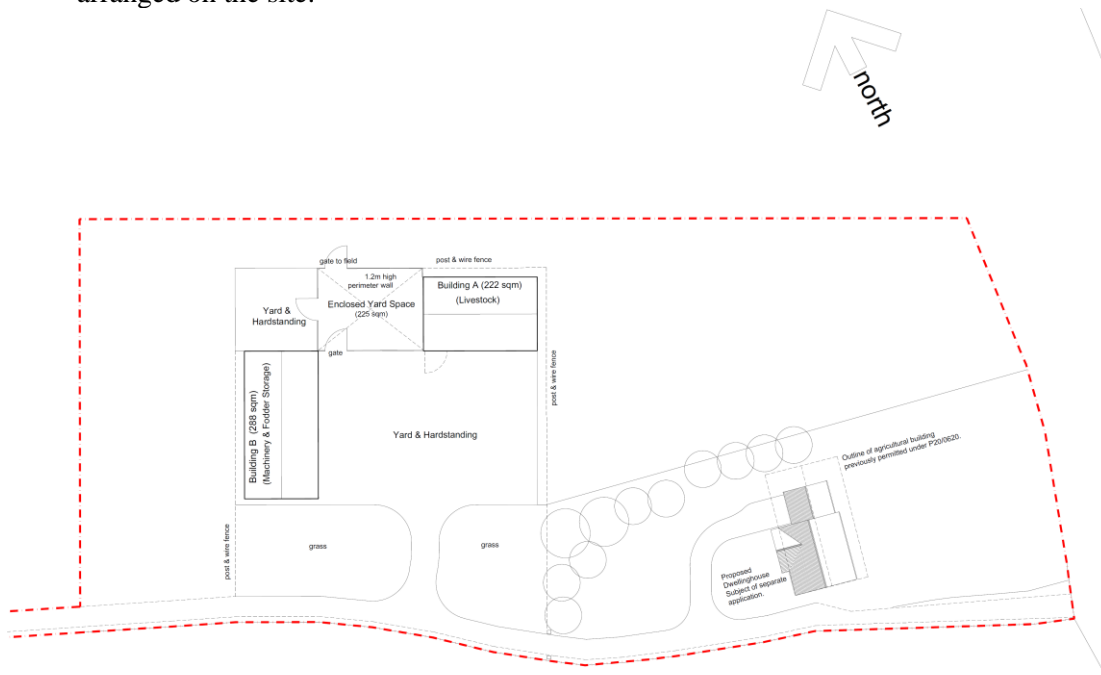 arranged on the site.
north
gate to field
post & wire fence
1.2m high
perimeter wall
Building A (222 sqm)
(Livestock)
Enclosed Yard Space
(225 sqm)
Yard &
Hardstanding
gate
post & wire fence
Building B (288 sqm)
(Machinery & Fodder Storage)
Yard & Hardstanding
Outline of agricultural building
previously permitted under P20/0620.
post & wire fence
grass
grass
Proposed
Dwellinghouse
Subject of separate
application.